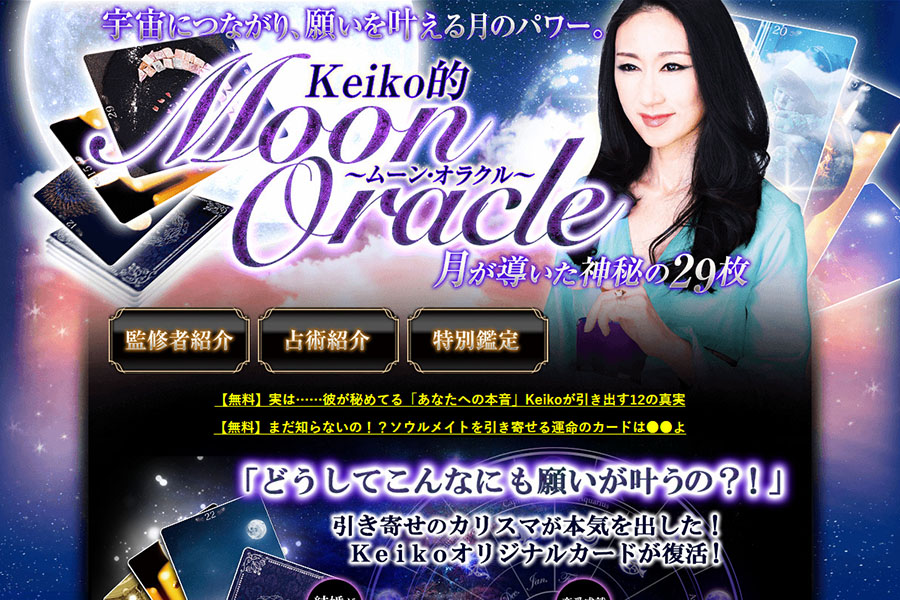 宇宙につながり、願いを叶える月のパワー。
20
Keiko的
29
Moon
15
～ムーン・オラクル～
12
Oracle
月が導いた神秘の29枚
監修者紹介 占術紹介 特別鑑定
【無料】実は……彼が秘めてる「あなたへの本音」Keikoが引き出す12の真実
【無料】まだ知らないの！？ソウルメイトを引き寄せる運命のカードは●●よ
「どうしてこんなにも願いが叶うの?!」
22
引き寄せのカリスマが本気を出した！
Keikoオリジナルカードが復活！
Aquarius
Jan.